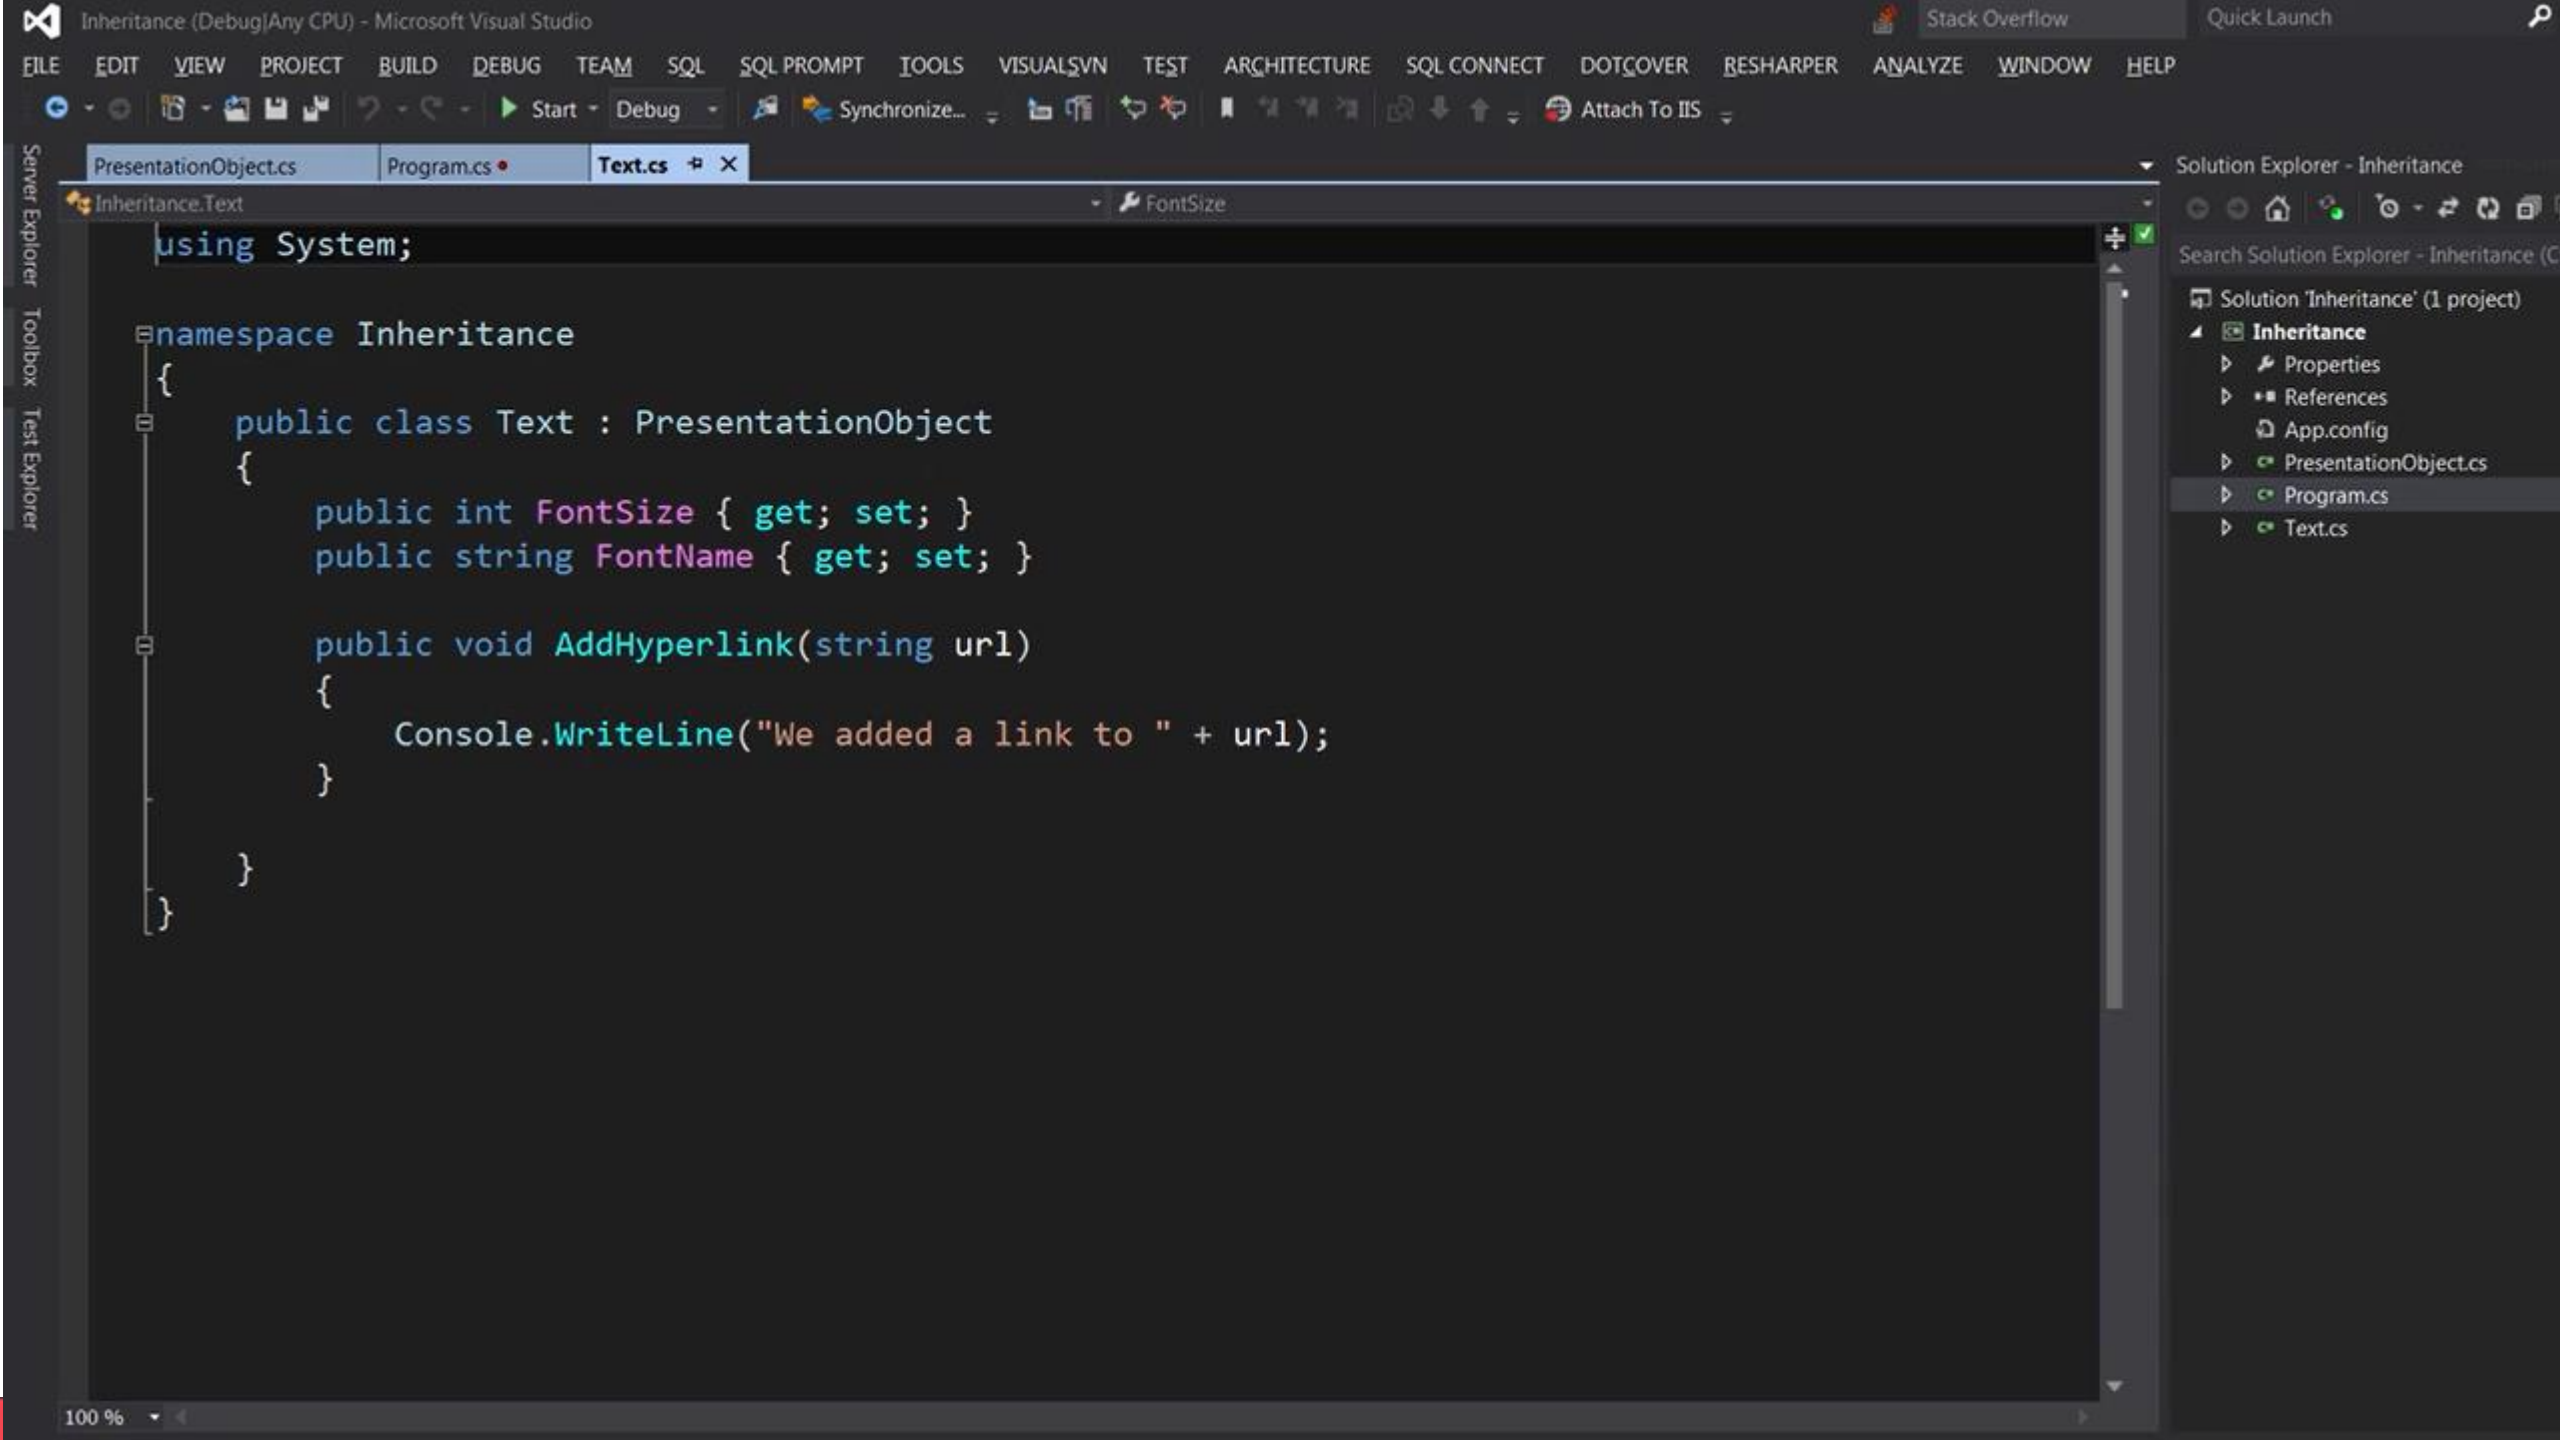 Inheritance (Debug|Any CPU) - Microsoft Visual Studio
Stack Overflow
Quick Launch
FILE EDIT VIEW PROJECT BUILD DEBUG TEAM SQL SQL PROMPT TOOLS VISUALSVN TEST ARCHITECTURE SQL CONNECT DOTCOVER RESHARPER ANALYZE WINDOW HELP
Start Debug Synchronize... Attach To IIS
Server Explorer
Toolbox
Test Explorer
PresentationObject.cs Program.cs Text.cs
Inheritance.Text FontSize
using System;
namespace Inheritance
{
public class Text : PresentationObject
{
public int FontSize { get; set; }
public string FontName { get; set; }
public void AddHyperlink(string url)
{
Console.WriteLine("We added a link to " + url);
}
}
}
100 %
Solution Explorer - Inheritance
Search Solution Explorer - Inheritance (C
Solution 'Inheritance' (1 project)
Inheritance
Properties
References
App.config
PresentationObject.cs
Program.cs
Text.cs